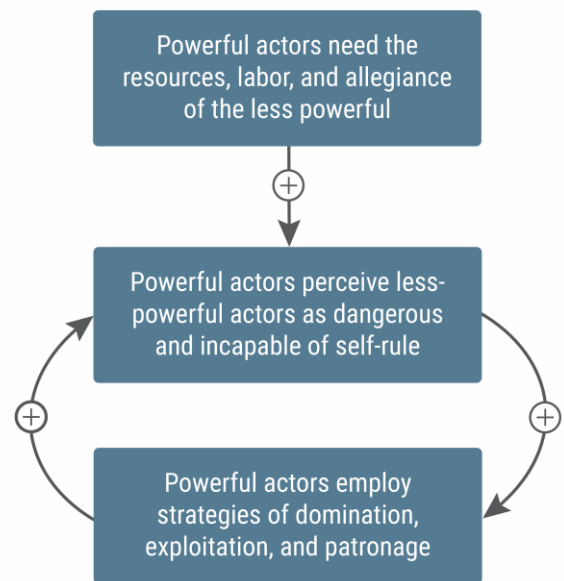 Powerful actors need the
resources, labor, and allegiance
of the less powerful
+
Powerful actors perceive less-
powerful actors as dangerous
and incapable of self-rule
+
+
Powerful actors employ
strategies of domination,
exploitation, and patronage